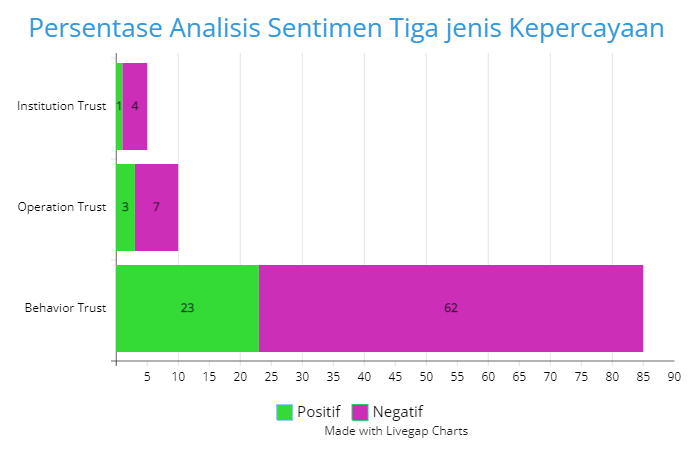 Persentase Analisis Sentimen Tiga jenis Kepercayaan
Institution Trust
1 4
Operation Trust
3 7
Behavior Trust
23 62
5 10 15 20 25 30 35 40 45 50 55 60 65 70 75 80 85 90
Positif Negatif
Made with Livegap Charts